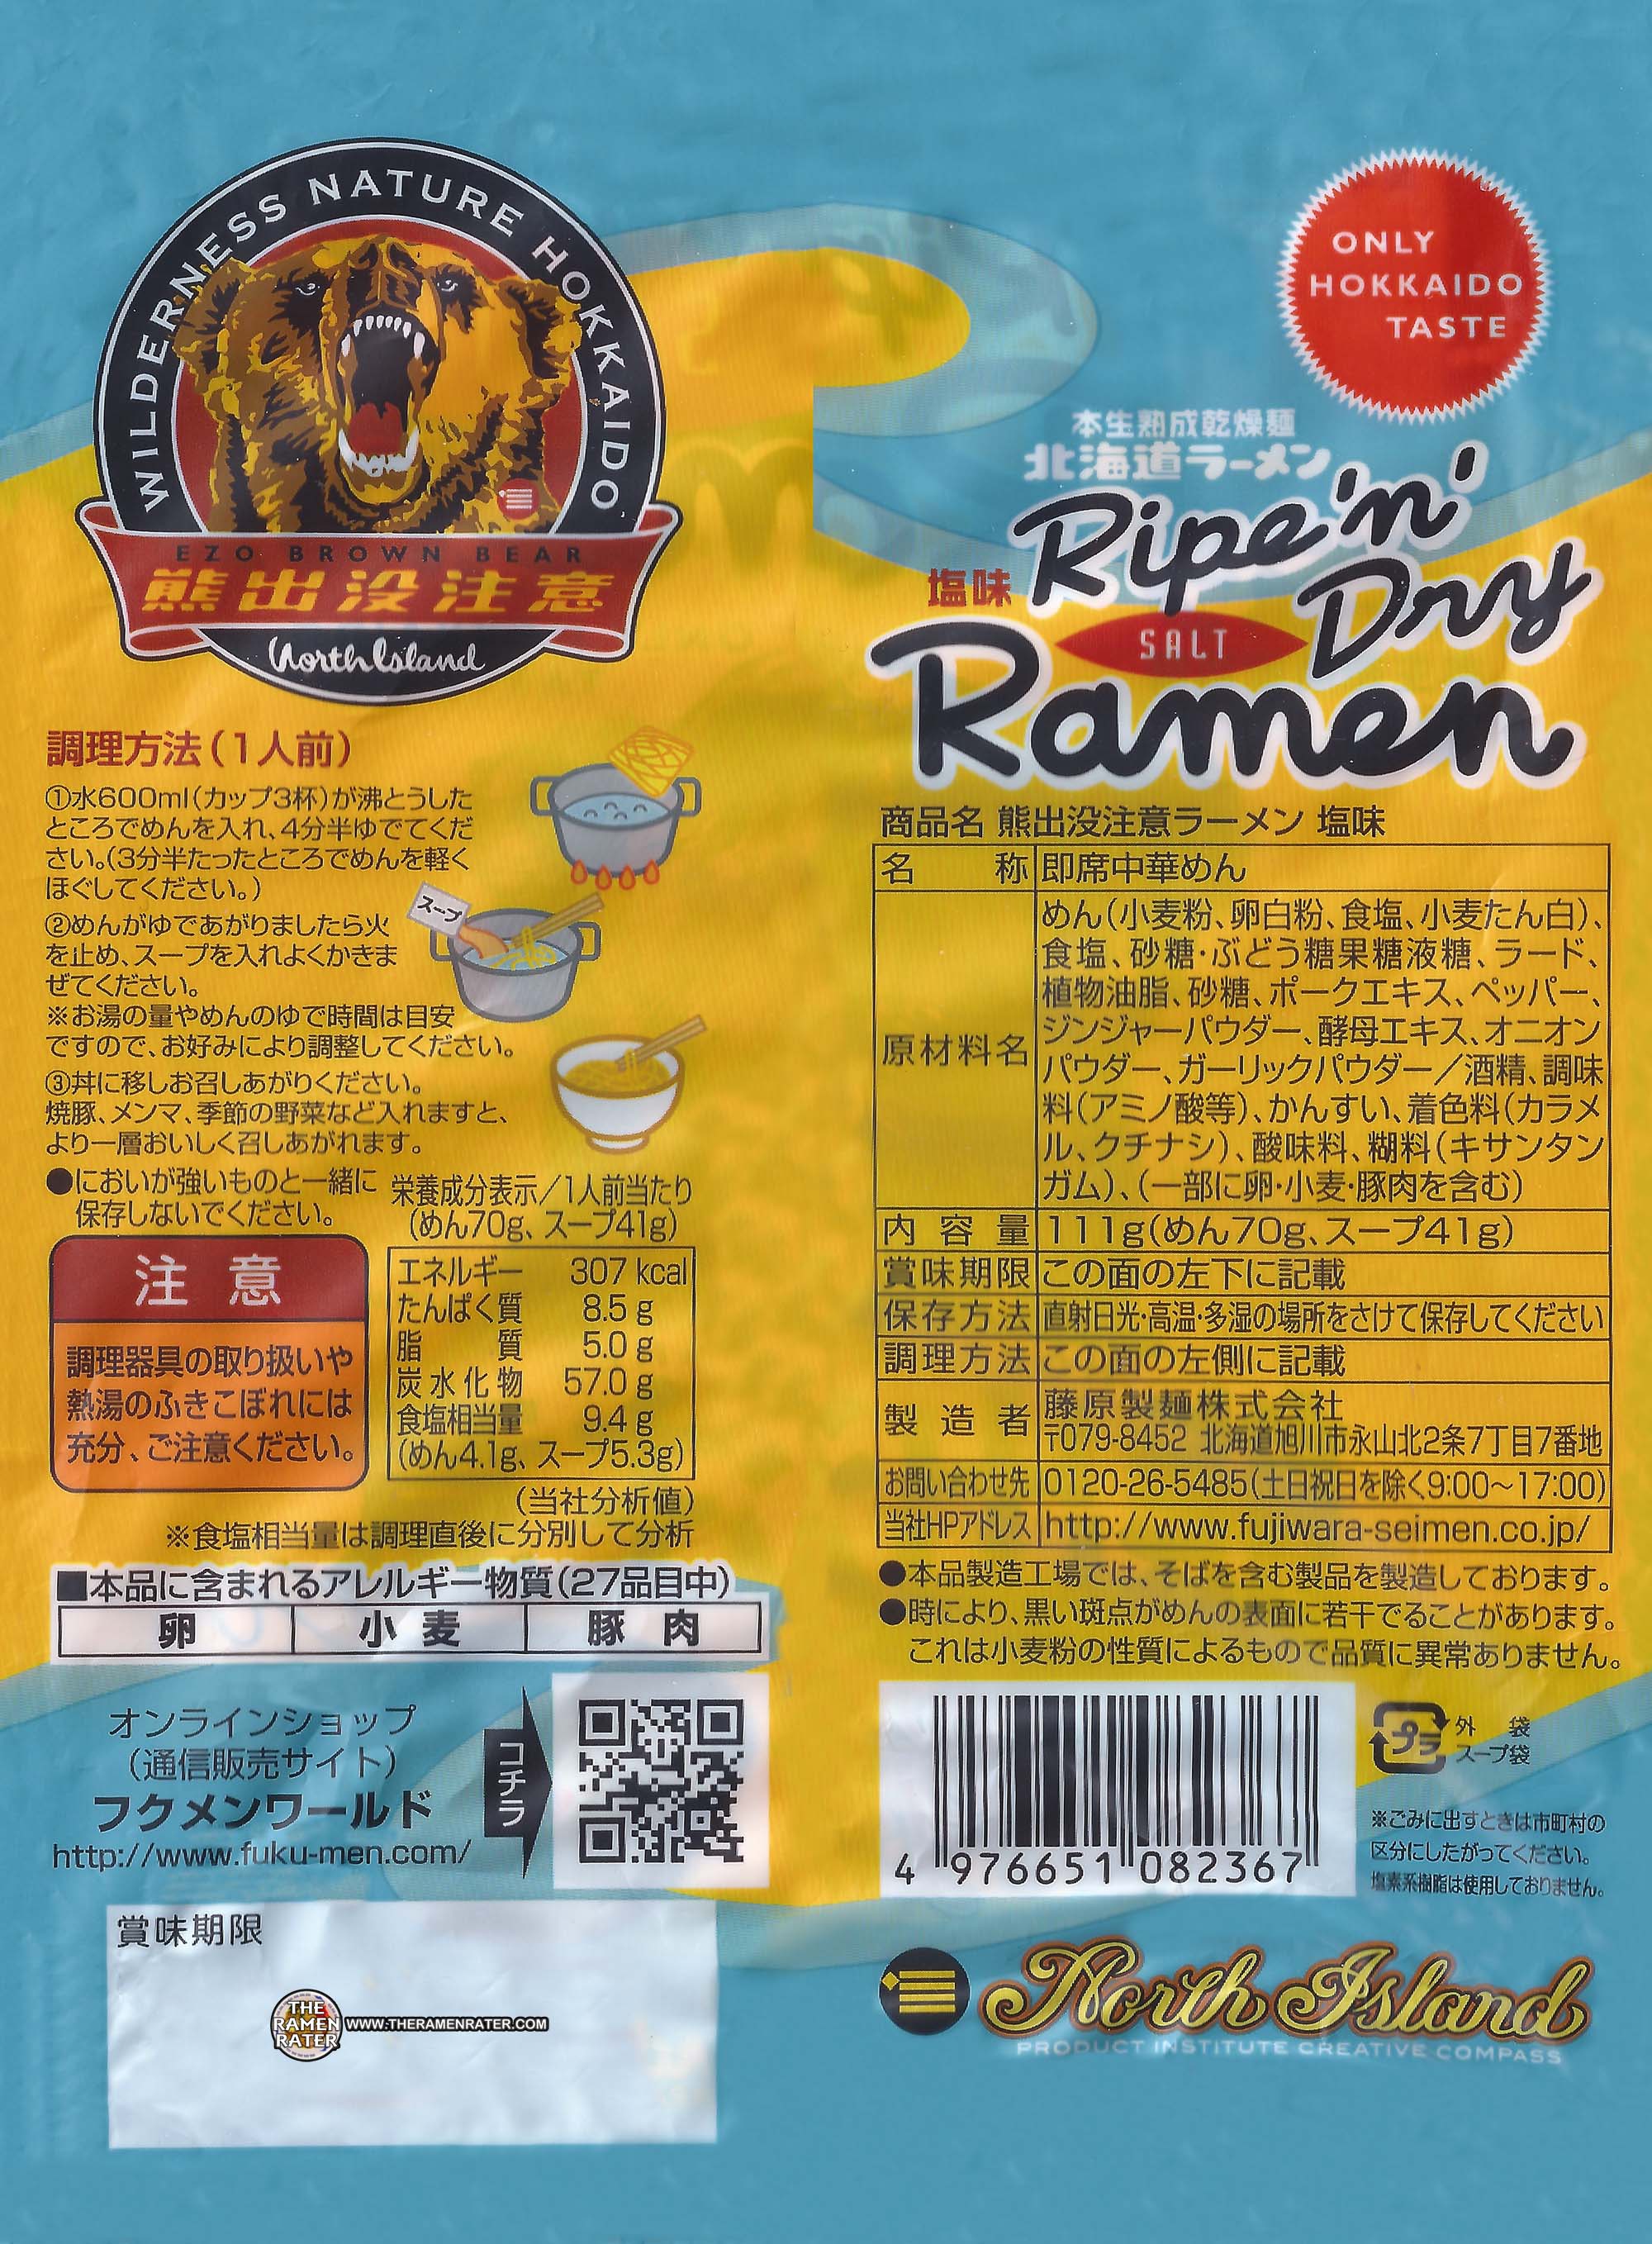 WILDERNESS NATURE HOKKAIDO
EZO BROWN BEAR
熊出没注意
North Island
調理方法(1人前)
①水600ml(カップ3杯)が沸とうした
ところでめんを入れ、4分半ゆでてくだ
さい。(3分半たったところでめんを軽く
ほぐしてください。)
スープ
②めんがゆであがりましたら火
を止め、スープを入れよくかきま
ぜてください。
※お湯の量やめんのゆで時間は目安
ですので、お好みにより調整してください。
③丼に移しお召しあがりください。
焼豚、メンマ、季節の野菜など入れますと、
より一層おいしく召しあがれます。
●においが強いものと一緒に
保存しないでください。
注意
調理器具の取り扱いや
熱湯のふきこぼれには
充分、ご注意ください。
栄養成分表示/1人前当たり
(めん70g、スープ41g)
エネルギー 307 kcal
たんぱく質 8.5 g
脂質 5.0 g
炭水化物 57.0 g
食塩相当量 9.4 g
(めん4.1g、スープ5.3g)
(当社分析値)
※食塩相当量は調理直後に分別して分析
■本品に含まれるアレルギー物質(27品目中)
卵 小麦 豚肉
オンラインショップ
(通信販売サイト)
フクメンワールド
http://www.fuku-men.com/
コチラ
賞味期限
THE RAMEN RATER
WWW.THERAMENRATER.COM
ONLY
HOKKAIDO
TASTE
本生熟成乾燥麺
北海道ラーメン
Ripe 'n' Dry
塩味
SALT
Ramen
商品名 熊出没注意ラーメン 塩味
名称 即席中華めん
原材料名 めん(小麦粉、卵白粉、食塩、小麦たん白)、
食塩、砂糖・ぶどう糖果糖液糖、ラード、
植物油脂、砂糖、ポークエキス、ペッパー、
ジンジャーパウダー、酵母エキス、オニオン
パウダー、ガーリックパウダー/酒精、調味
料(アミノ酸等)、かんすい、着色料(カラメ
ル、クチナシ)、酸味料、糊料(キサンタン
ガム)、(一部に卵・小麦・豚肉を含む)
内容量 111g(めん70g、スープ41g)
賞味期限 この面の左下に記載
保存方法 直射日光・高温・多湿の場所をさけて保存してください
調理方法 この面の左側に記載
製造者 藤原製麺株式会社
〒079-8452 北海道旭川市永山北2条7丁目7番地
お問い合わせ先 0120-26-5485(土日祝日を除く9:00〜17:00)
当社HPアドレス http://www.fujiwara-seimen.co.jp/
●本品製造工場では、そばを含む製品を製造しております。
●時により、黒い斑点がめんの表面に若干でることがあります。
これは小麦粉の性質によるもので品質に異常ありません。
4 976651 082367
プラ
外袋
スープ袋
※ごみに出すときは市町村の
区分にしたがってください。
塩素系樹脂は使用しておりません。
North Island
PRODUCT INSTITUTE CREATIVE COMPASS